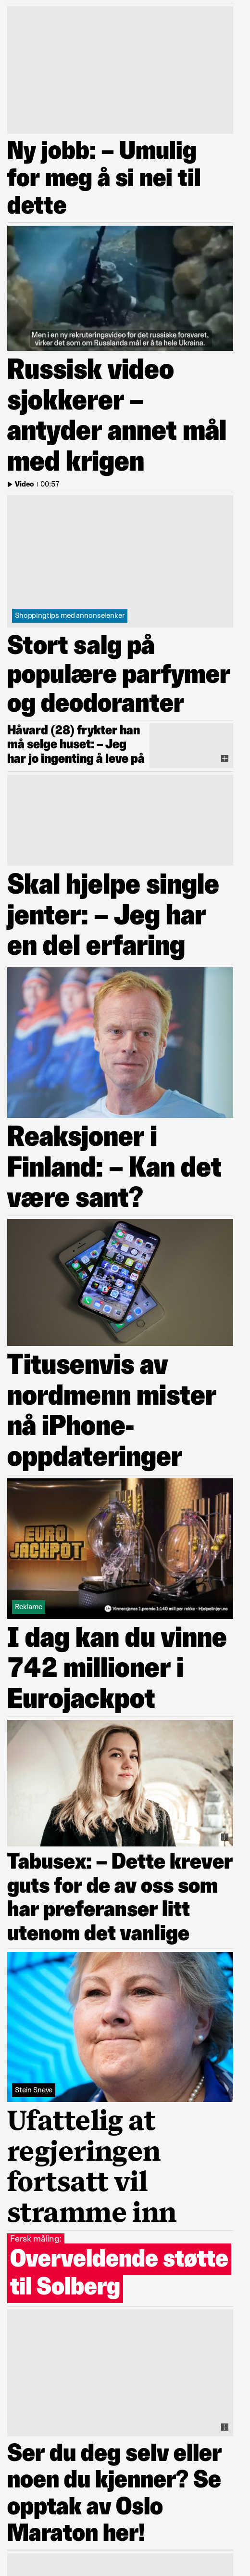 Ny jobb: – Umulig
for meg å si nei til
dette
Men i en ny rekruteringsvideo for det russiske forsvaret,
virker det som om Russlands mål er å ta hele Ukraina.
Russisk video
sjokkerer –
antyder annet mål
med krigen
Video | 00:57
Shoppingtips med annonselenker
Stort salg på
populære parfymer
og deodoranter
Håvard (28) frykter han
må selge huset: – Jeg
har jo ingenting å leve på
Skal hjelpe single
jenter: – Jeg har
en del erfaring
Reaksjoner i
Finland: – Kan det
være sant?
Titusenvis av
nordmenn mister
nå iPhone-
oppdateringer
EURO
JACKPOT
Reklame
Vinnersjanse 1.premie 1:140 mill per rekke - Hjelpelinjen.no
I dag kan du vinne
742 millioner i
Eurojackpot
Tabusex: – Dette krever
guts for de av oss som
har preferanser litt
utenom det vanlige
Stein Sneve
Ufattelig at
regjeringen
fortsatt vil
stramme inn
Fersk måling:
Overveldende støtte
til Solberg
Ser du deg selv eller
noen du kjenner? Se
opptak av Oslo
Maraton her!